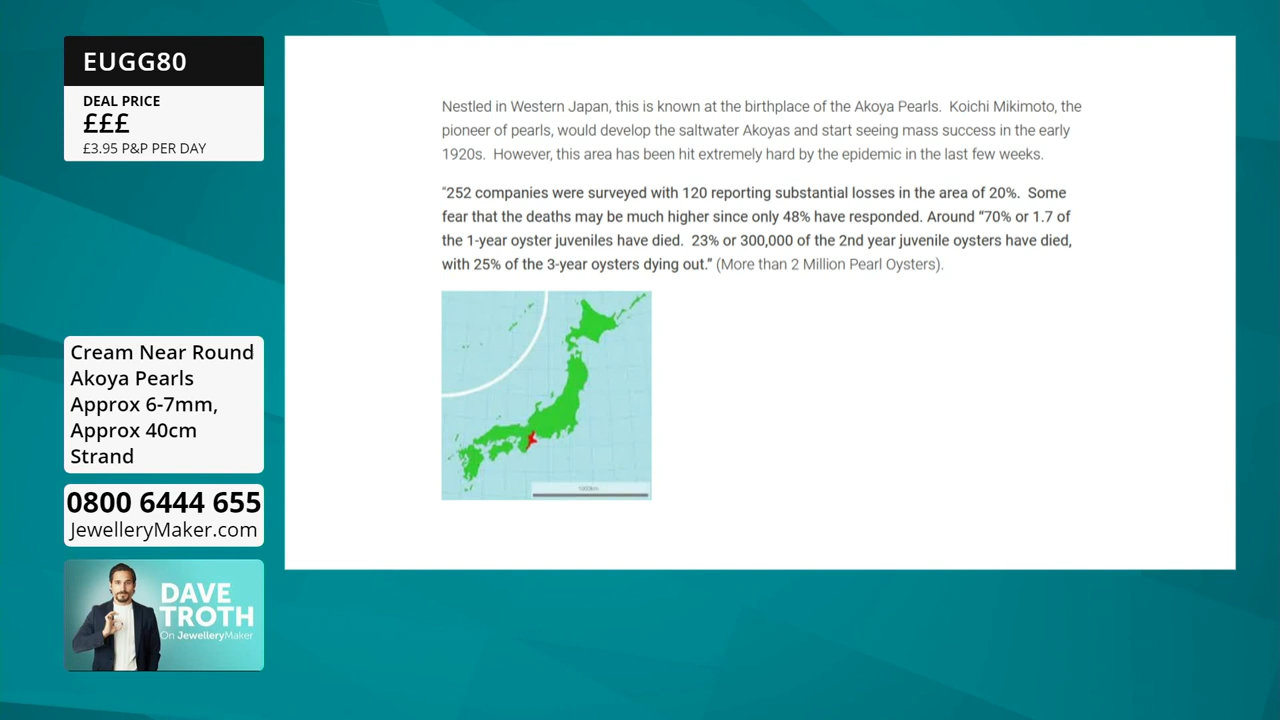 EUGG80
DEAL PRICE
£££
£3.95 P&P PER DAY
Cream Near Round
Akoya Pearls
Approx 6-7mm,
Approx 40cm
Strand
0800 6444 655
JewelleryMaker.com
DAVE
TROTH
On JewelleryMaker
Nestled in Western Japan, this is known at the birthplace of the Akoya Pearls.  Koichi Mikimoto, the
pioneer of pearls, would develop the saltwater Akoyas and start seeing mass success in the early
1920s.  However, this area has been hit extremely hard by the epidemic in the last few weeks.
“252 companies were surveyed with 120 reporting substantial losses in the area of 20%.  Some
fear that the deaths may be much higher since only 48% have responded. Around “70% or 1.7 of
the 1-year oyster juveniles have died.  23% or 300,000 of the 2nd year juvenile oysters have died,
with 25% of the 3-year oysters dying out.” (More than 2 Million Pearl Oysters).